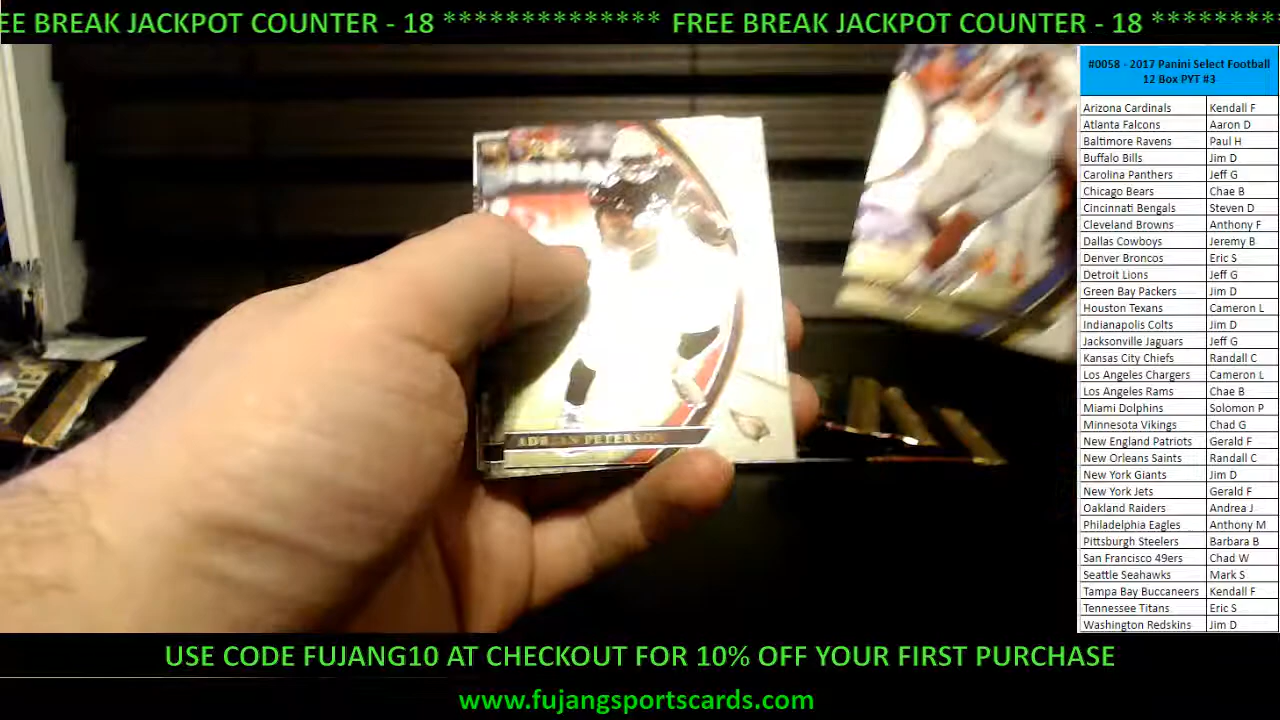 EE BREAK JACKPOT COUNTER - 18 ************** FREE BREAK JACKPOT COUNTER - 18 *********
#0058 - 2017 Panini Select Football
12 Box PYT #3
Arizona Cardinals Kendall F
Atlanta Falcons Aaron D
Baltimore Ravens Paul H
Buffalo Bills Jim D
Carolina Panthers Jeff G
Chicago Bears Chae B
Cincinnati Bengals Steven D
Cleveland Browns Anthony F
Dallas Cowboys Jeremy B
Denver Broncos Eric S
Detroit Lions Jeff G
Green Bay Packers Jim D
Houston Texans Cameron L
Indianapolis Colts Jim D
Jacksonville Jaguars Jeff G
Kansas City Chiefs Randall C
Los Angeles Chargers Cameron L
Los Angeles Rams Chae B
Miami Dolphins Solomon P
Minnesota Vikings Chad G
New England Patriots Gerald F
New Orleans Saints Randall C
New York Giants Jim D
New York Jets Gerald F
Oakland Raiders Andrea J
Philadelphia Eagles Anthony M
Pittsburgh Steelers Barbara B
San Francisco 49ers Chad W
Seattle Seahawks Mark S
Tampa Bay Buccaneers Kendall F
Tennessee Titans Eric S
Washington Redskins Jim D
ADRIAN PETERSON
USE CODE FUJANG10 AT CHECKOUT FOR 10% OFF YOUR FIRST PURCHASE
www.fujangsportscards.com